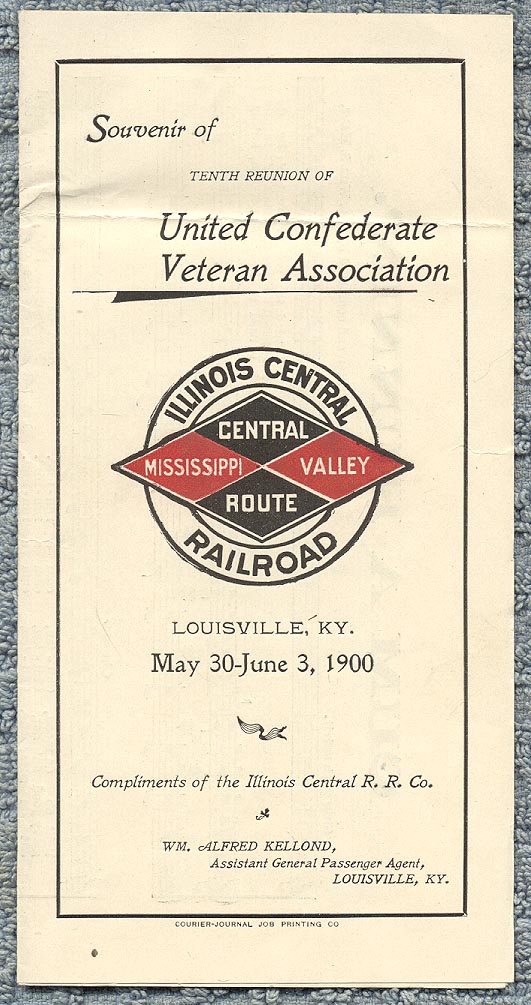 Souvenir of
TENTH REUNION OF
United Confederate
Veteran Association
ILLINOIS CENTRAL
CENTRAL
MISSISSIPPI VALLEY
ROUTE
RAILROAD
LOUISVILLE, KY.
May 30-June 3, 1900
Compliments of the Illinois Central R. R. Co.
WM. ALFRED KELLOND,
Assistant General Passenger Agent,
LOUISVILLE, KY.
COURIER-JOURNAL JOB PRINTING CO